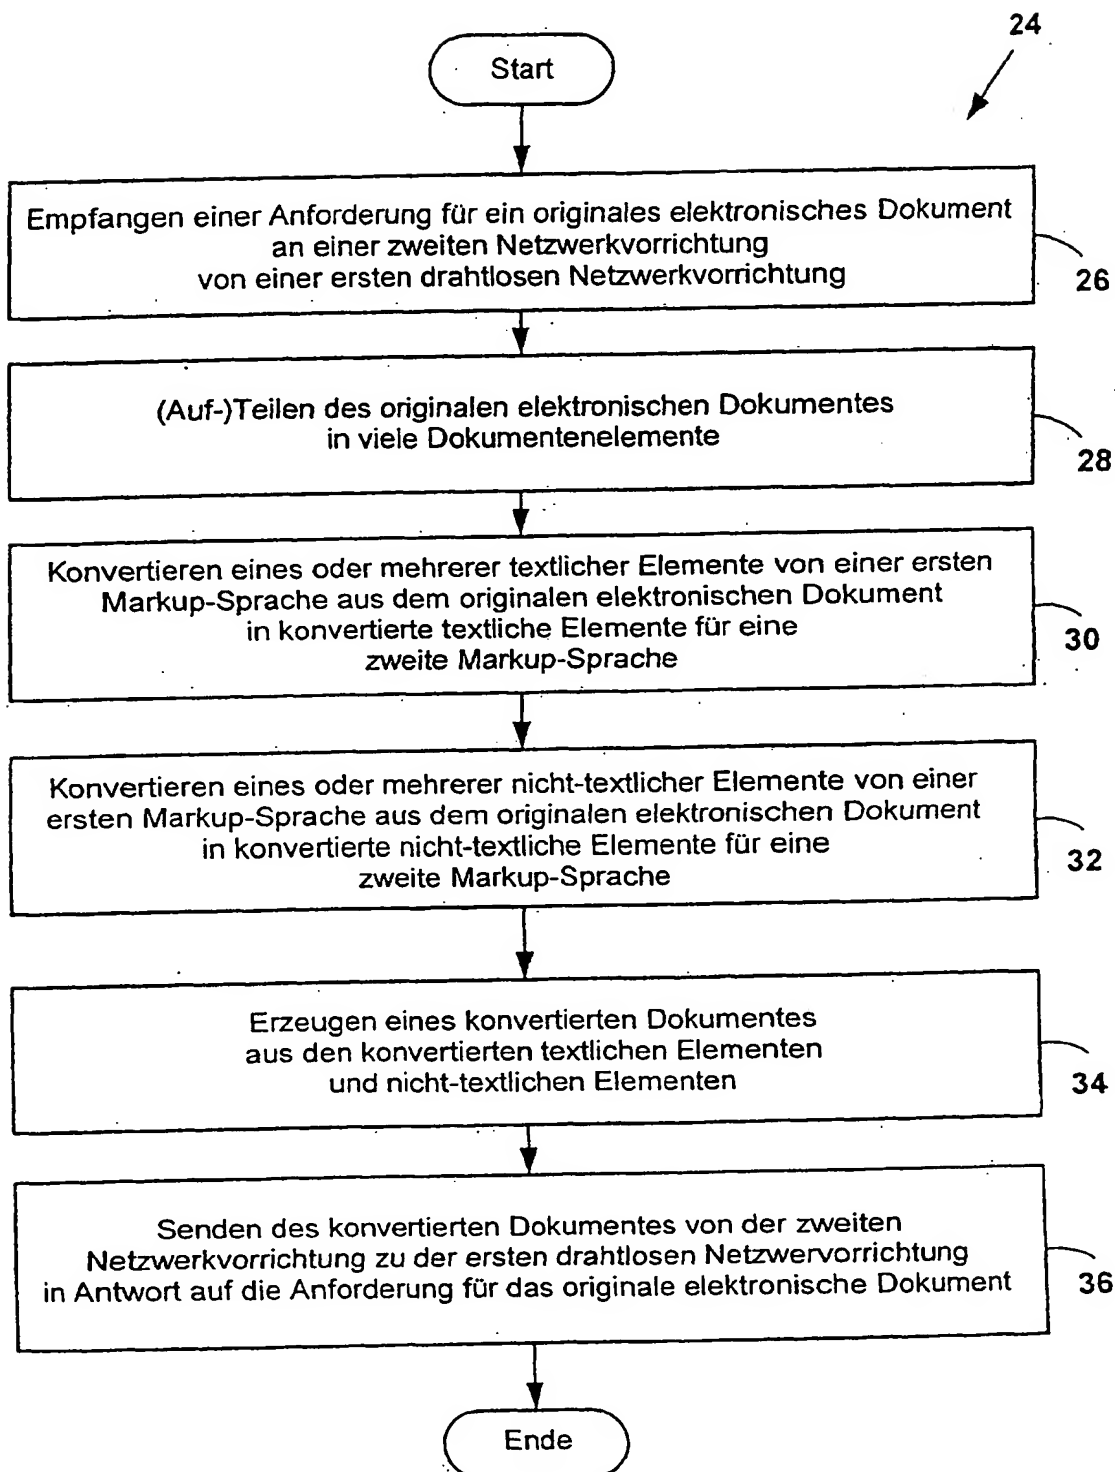 24
Start
Empfangen einer Anforderung für ein originales elektronisches Dokument
an einer zweiten Netzwerkvorrichtung
von einer ersten drahtlosen Netzwerkvorrichtung
26
(Auf-)Teilen des originalen elektronischen Dokumentes
in viele Dokumentenelemente
28
Konvertieren eines oder mehrerer textlicher Elemente von einer ersten
Markup-Sprache aus dem originalen elektronischen Dokument
in konvertierte textliche Elemente für eine
zweite Markup-Sprache
30
Konvertieren eines oder mehrerer nicht-textlicher Elemente von einer
ersten Markup-Sprache aus dem originalen elektronischen Dokument
in konvertierte nicht-textliche Elemente für eine
zweite Markup-Sprache
32
Erzeugen eines konvertierten Dokumentes
aus den konvertierten textlichen Elementen
und nicht-textlichen Elementen
34
Senden des konvertierten Dokumentes von der zweiten
Netzwerkvorrichtung zu der ersten drahtlosen Netzwervorrichtung
in Antwort auf die Anforderung für das originale elektronische Dokument
36
Ende